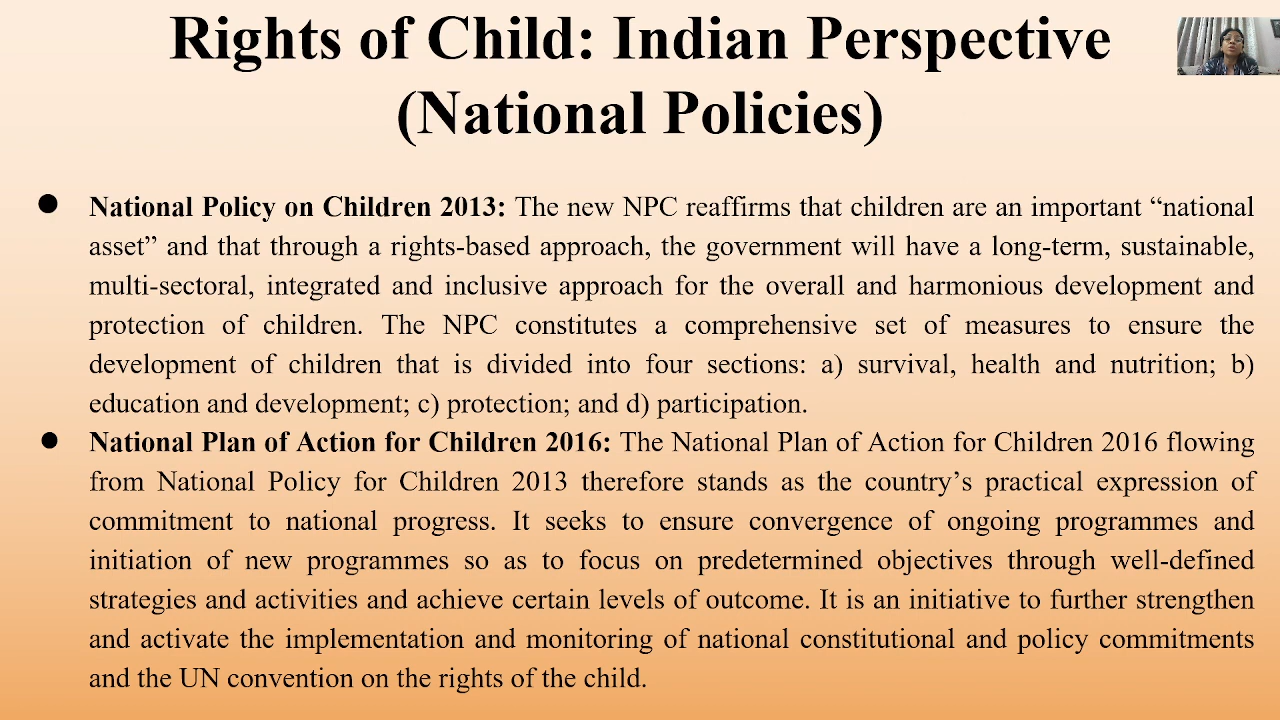 Rights of Child: Indian Perspective
(National Policies)
● National Policy on Children 2013: The new NPC reaffirms that children are an important “national
asset” and that through a rights-based approach, the government will have a long-term, sustainable,
multi-sectoral, integrated and inclusive approach for the overall and harmonious development and
protection of children. The NPC constitutes a comprehensive set of measures to ensure the
development of children that is divided into four sections: a) survival, health and nutrition; b)
education and development; c) protection; and d) participation.
● National Plan of Action for Children 2016: The National Plan of Action for Children 2016 flowing
from National Policy for Children 2013 therefore stands as the country’s practical expression of
commitment to national progress. It seeks to ensure convergence of ongoing programmes and
initiation of new programmes so as to focus on predetermined objectives through well-defined
strategies and activities and achieve certain levels of outcome. It is an initiative to further strengthen
and activate the implementation and monitoring of national constitutional and policy commitments
and the UN convention on the rights of the child.